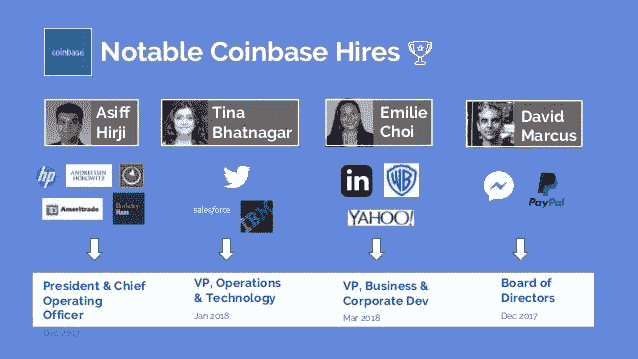 coinbase
Notable Coinbase Hires
Asiff
Hirji
Tina
Bhatnagar
Emilie
Choi
David
Marcus
hp
ANDREESSEN
HOROWITZ
Ameritrade
salesforce
IBM
in
WB
YAHOO!
PayPal
President & Chief
Operating
Officer
Dec 2017
VP, Operations
& Technology
Jan 2018
VP, Business &
Corporate Dev
Mar 2018
Board of
Directors
Dec 2017